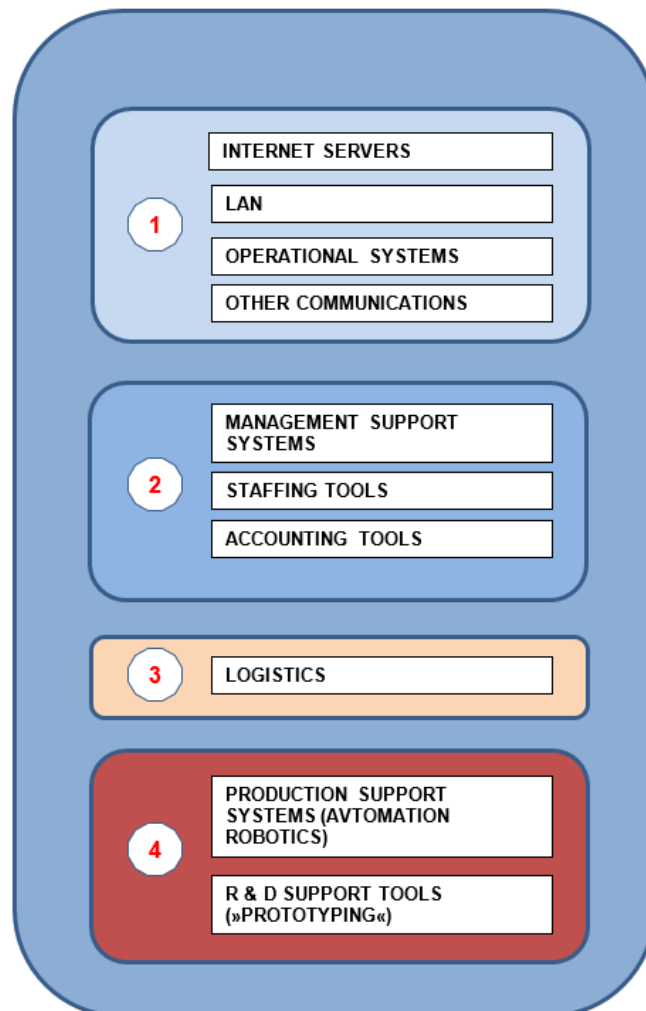 INTERNET SERVERS
1
LAN
OPERATIONAL SYSTEMS
OTHER COMMUNICATIONS
MANAGEMENT SUPPORT
SYSTEMS
2
STAFFING TOOLS
ACCOUNTING TOOLS
3
LOGISTICS
PRODUCTION SUPPORT
SYSTEMS (AVTOMATION
ROBOTICS)
4
R & D SUPPORT TOOLS
(»PROTOTYPING«)